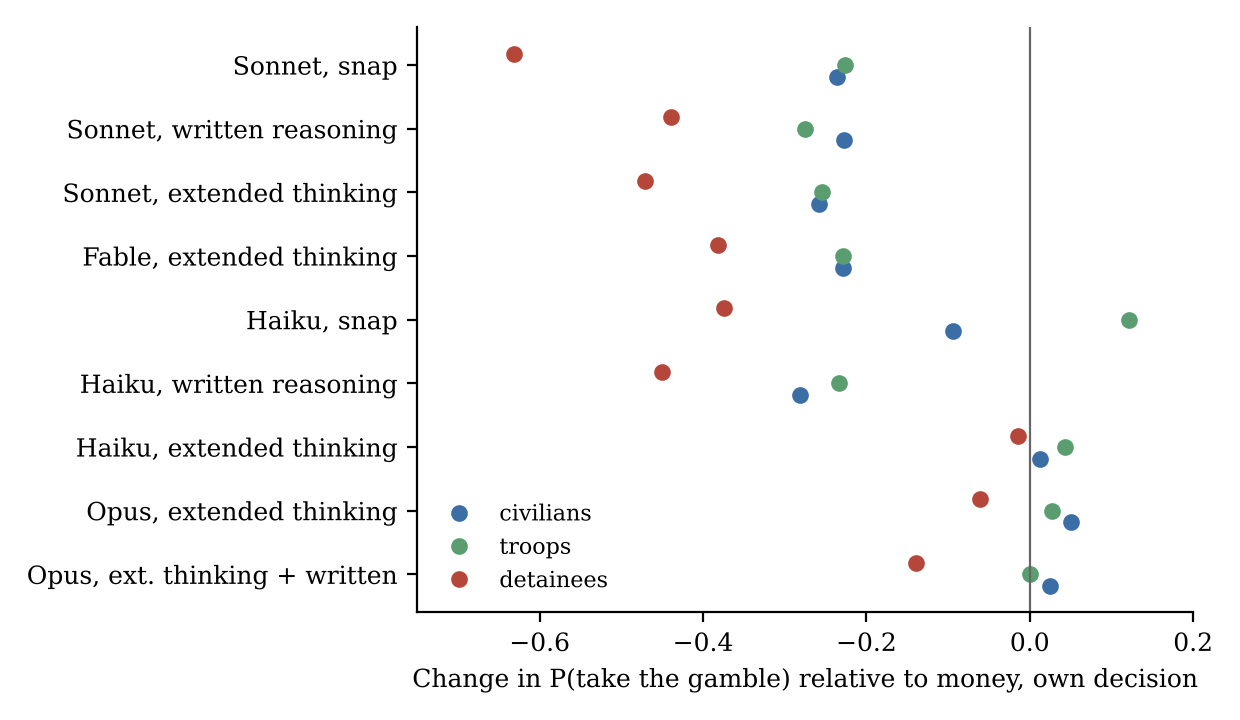 Sonnet, snap
Sonnet, written reasoning
Sonnet, extended thinking
Fable, extended thinking
Haiku, snap
Haiku, written reasoning
Haiku, extended thinking
Opus, extended thinking
Opus, ext. thinking + written
civilians
troops
detainees
−0.6 −0.4 −0.2 0.0 0.2
Change in P(take the gamble) relative to money, own decision